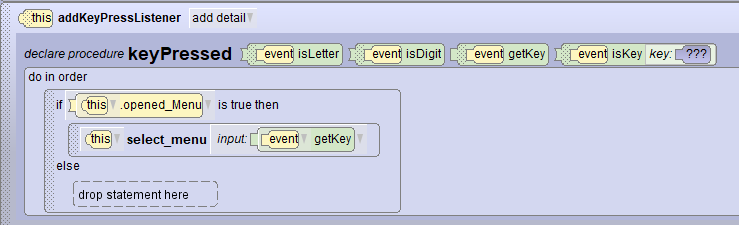 this addKeyPressListener add detail
declare procedure keyPressed event isLetter event isDigit event getKey event isKey key: ???
do in order
if this .opened_Menu is true then
this select_menu input: event getKey
else
drop statement here